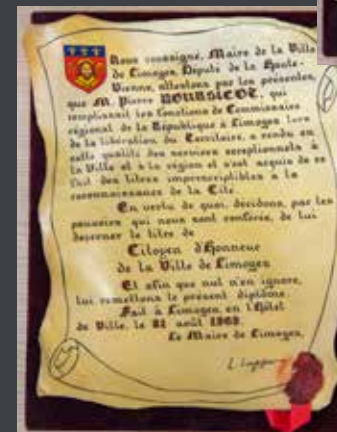 Nous soussigné, Maire de la Ville
de Limoges, Député de la Haute-
Vienne, attestons par les présentes,
que M. Pierre BOURSICOT, qui
remplissait les fonctions de Commissaire
régional de la République à Limoges lors
de la libération du Territoire, a rendu en
cette qualité des services exceptionnels à
la Ville et à la région et s'est acquis de ce
fait des titres imprescriptibles à la
reconnaissance de la Cité.
En vertu de quoi, décidons, par les
pouvoirs qui nous sont conférés, de lui
décerner le titre de
Citoyen d'Honneur
de la Ville de Limoges
Et afin que nul n'en ignore,
lui remettons le présent diplôme.
Fait à Limoges, en l'Hôtel
de Ville, le 21 août 1965.
Le Maire de Limoges,